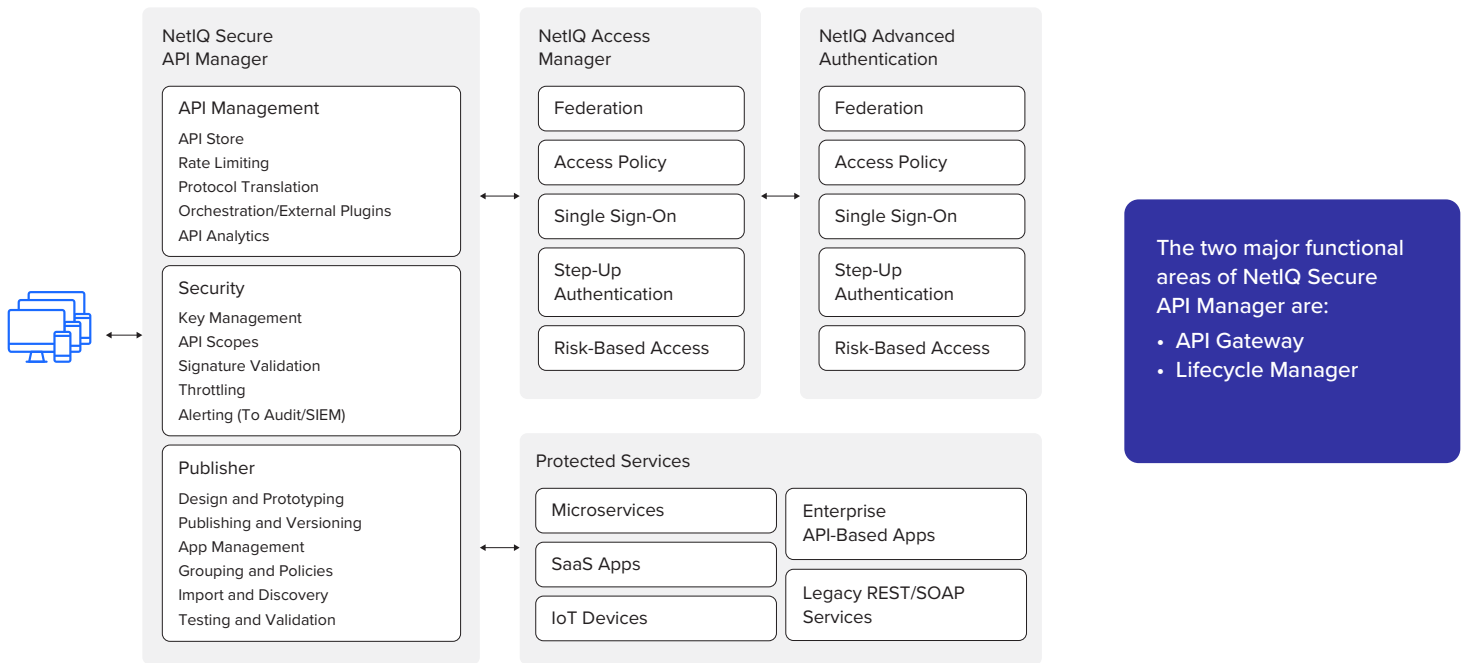 NetIQ Secure
API Manager
API Management
API Store
Rate Limiting
Protocol Translation
Orchestration/External Plugins
API Analytics
Security
Key Management
API Scopes
Signature Validation
Throttling
Alerting (To Audit/SIEM)
Publisher
Design and Prototyping
Publishing and Versioning
App Management
Grouping and Policies
Import and Discovery
Testing and Validation
NetIQ Access
Manager
Federation
Access Policy
Single Sign-On
Step-Up
Authentication
Risk-Based Access
NetIQ Advanced
Authentication
Federation
Access Policy
Single Sign-On
Step-Up
Authentication
Risk-Based Access
Protected Services
Microservices
SaaS Apps
IoT Devices
Enterprise
API-Based Apps
Legacy REST/SOAP
Services
The two major functional
areas of NetIQ Secure
API Manager are:
• API Gateway
• Lifecycle Manager